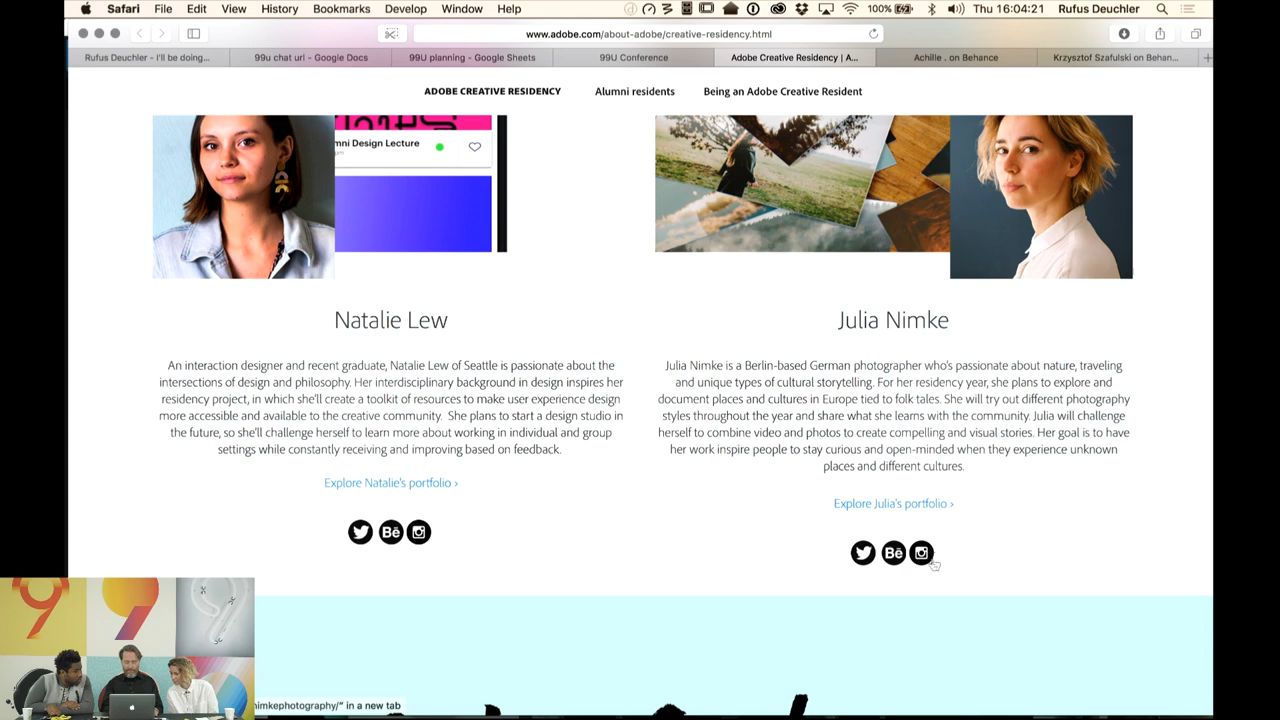 Safari File Edit View History Bookmarks Develop Window Help 100% Thu 16:04:21 Rufus Deuchler
www.adobe.com/about-adobe/creative-residency.html
Rufus Deuchler - I'll be doing... 99u chat url - Google Docs 99U planning - Google Sheets 99U Conference Adobe Creative Residency | A... Achille . on Behance Krzysztof Szafulski on Behan...
ADOBE CREATIVE RESIDENCY Alumni residents Being an Adobe Creative Resident
mni Design Lecture
Natalie Lew
An interaction designer and recent graduate, Natalie Lew of Seattle is passionate about the
intersections of design and philosophy. Her interdisciplinary background in design inspires her
residency project, in which she'll create a toolkit of resources to make user experience design
more accessible and available to the creative community. She plans to start a design studio in
the future, so she'll challenge herself to learn more about working in individual and group
settings while constantly receiving and improving based on feedback.
Explore Natalie's portfolio ›
Bē
Julia Nimke
Julia Nimke is a Berlin-based German photographer who's passionate about nature, traveling
and unique types of cultural storytelling. For her residency year, she plans to explore and
document places and cultures in Europe tied to folk tales. She will try out different photography
styles throughout the year and share what she learns with the community. Julia will challenge
herself to combine video and photos to create compelling and visual stories. Her goal is to have
her work inspire people to stay curious and open-minded when they experience unknown
places and different cultures.
Explore Julia's portfolio ›
Bē
9 9 9
nimkephotography/" in a new tab